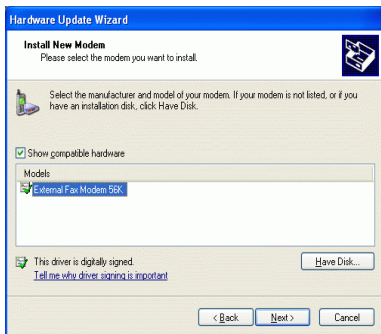 Hardware Update Wizard
Install New Modem
Please select the modem you want to install.
Select the manufacturer and model of your modem. If your modem is not listed, or if you
have an installation disk, click Have Disk.
Show compatible hardware
Models
External Fax Modem 56K
This driver is digitally signed.
Have Disk...
Tell me why driver signing is important
< Back
Next >
Cancel